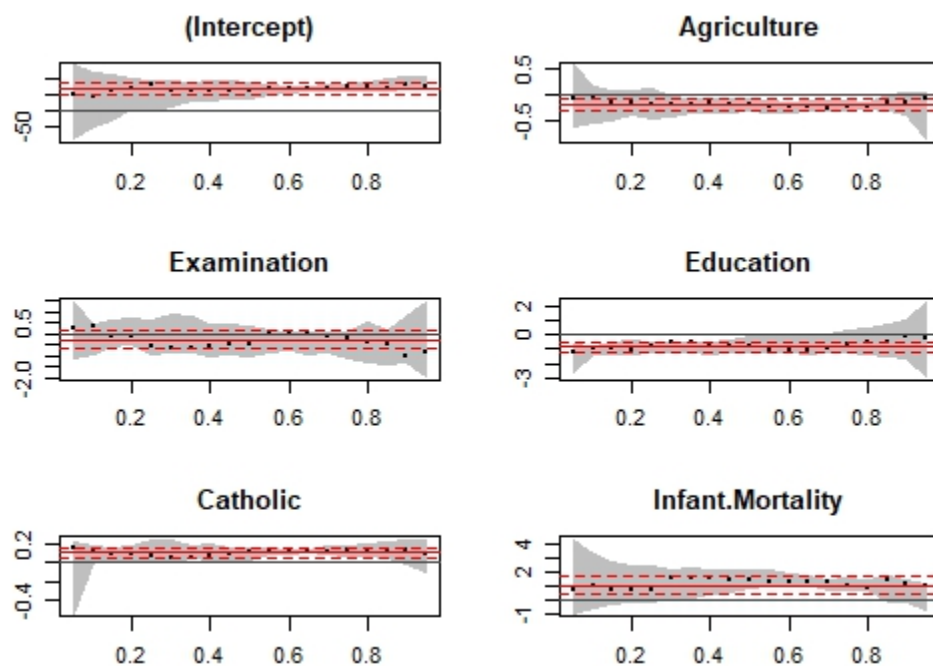 (Intercept)
-50
0.2 0.4 0.6 0.8
Agriculture
0.5
-0.5
0.2 0.4 0.6 0.8
Examination
0.5
-2.0
0.2 0.4 0.6 0.8
Education
2
0
-3
0.2 0.4 0.6 0.8
Catholic
0.2
-0.4
0.2 0.4 0.6 0.8
Infant.Mortality
4
2
-1
0.2 0.4 0.6 0.8